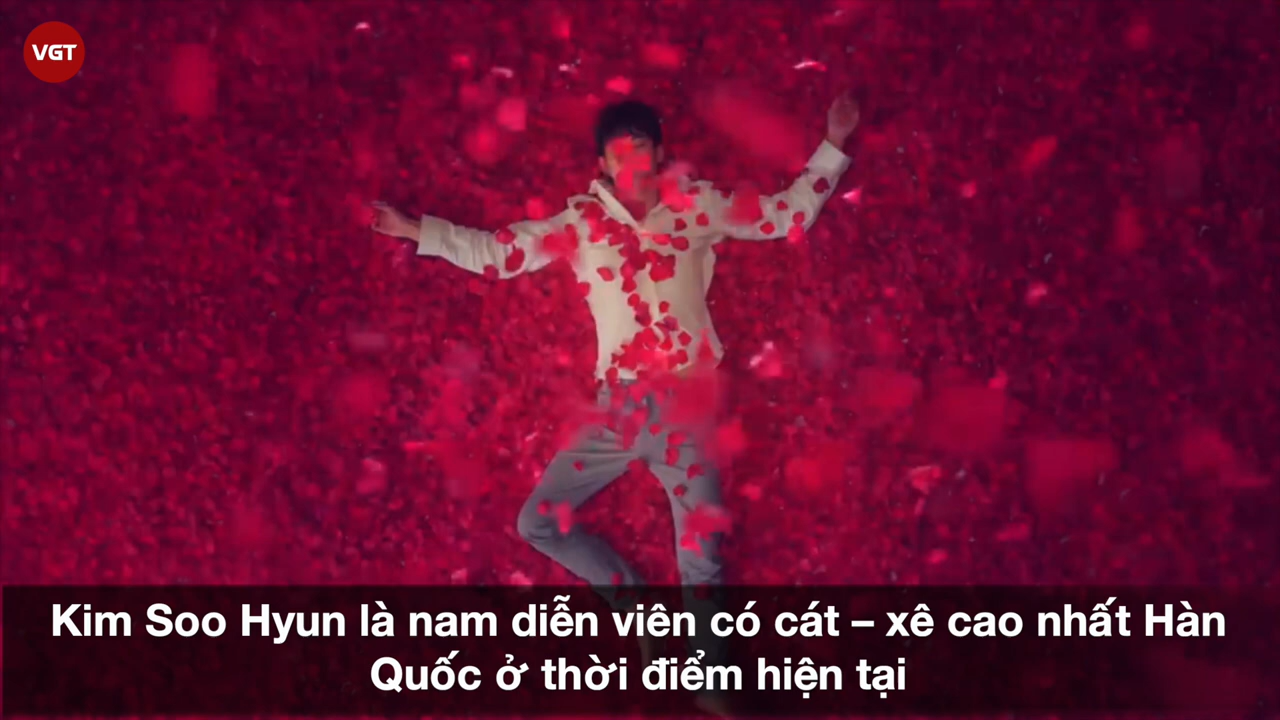 VGT
Kim Soo Hyun là nam diễn viên có cát – xê cao nhất Hàn
Quốc ở thời điểm hiện tại